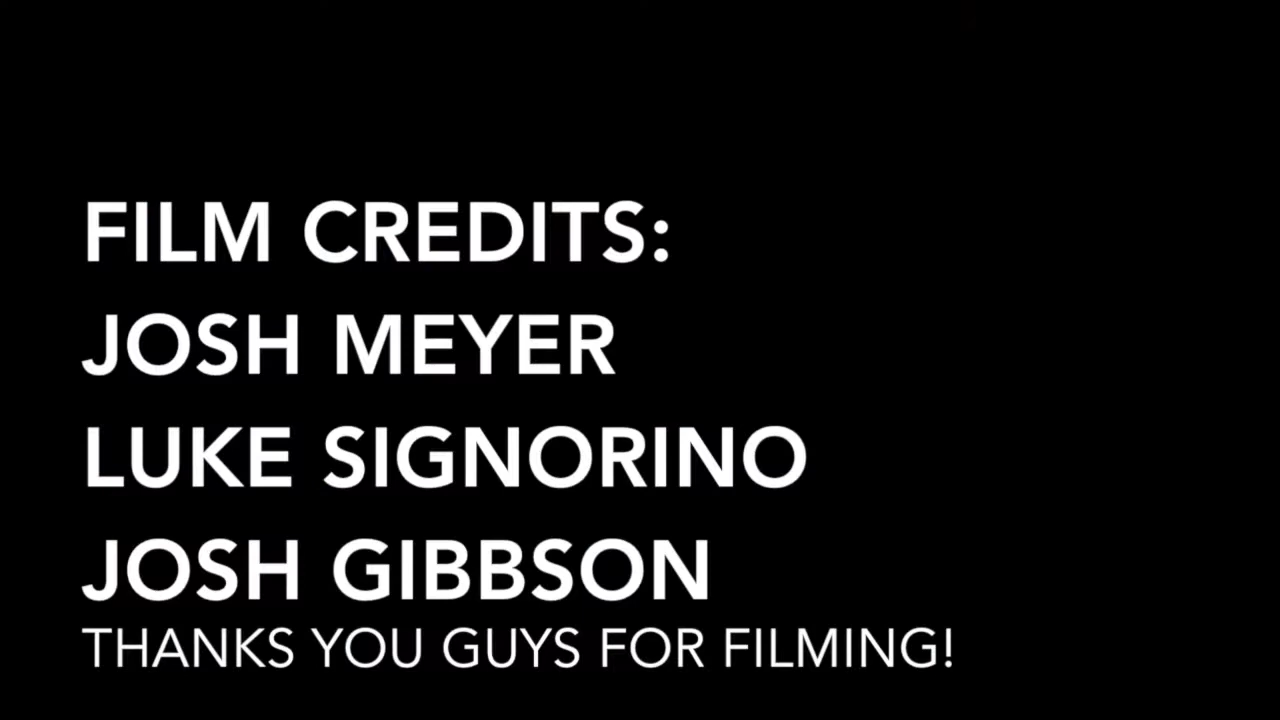 FILM CREDITS:
JOSH MEYER
LUKE SIGNORINO
JOSH GIBBSON
THANKS YOU GUYS FOR FILMING!